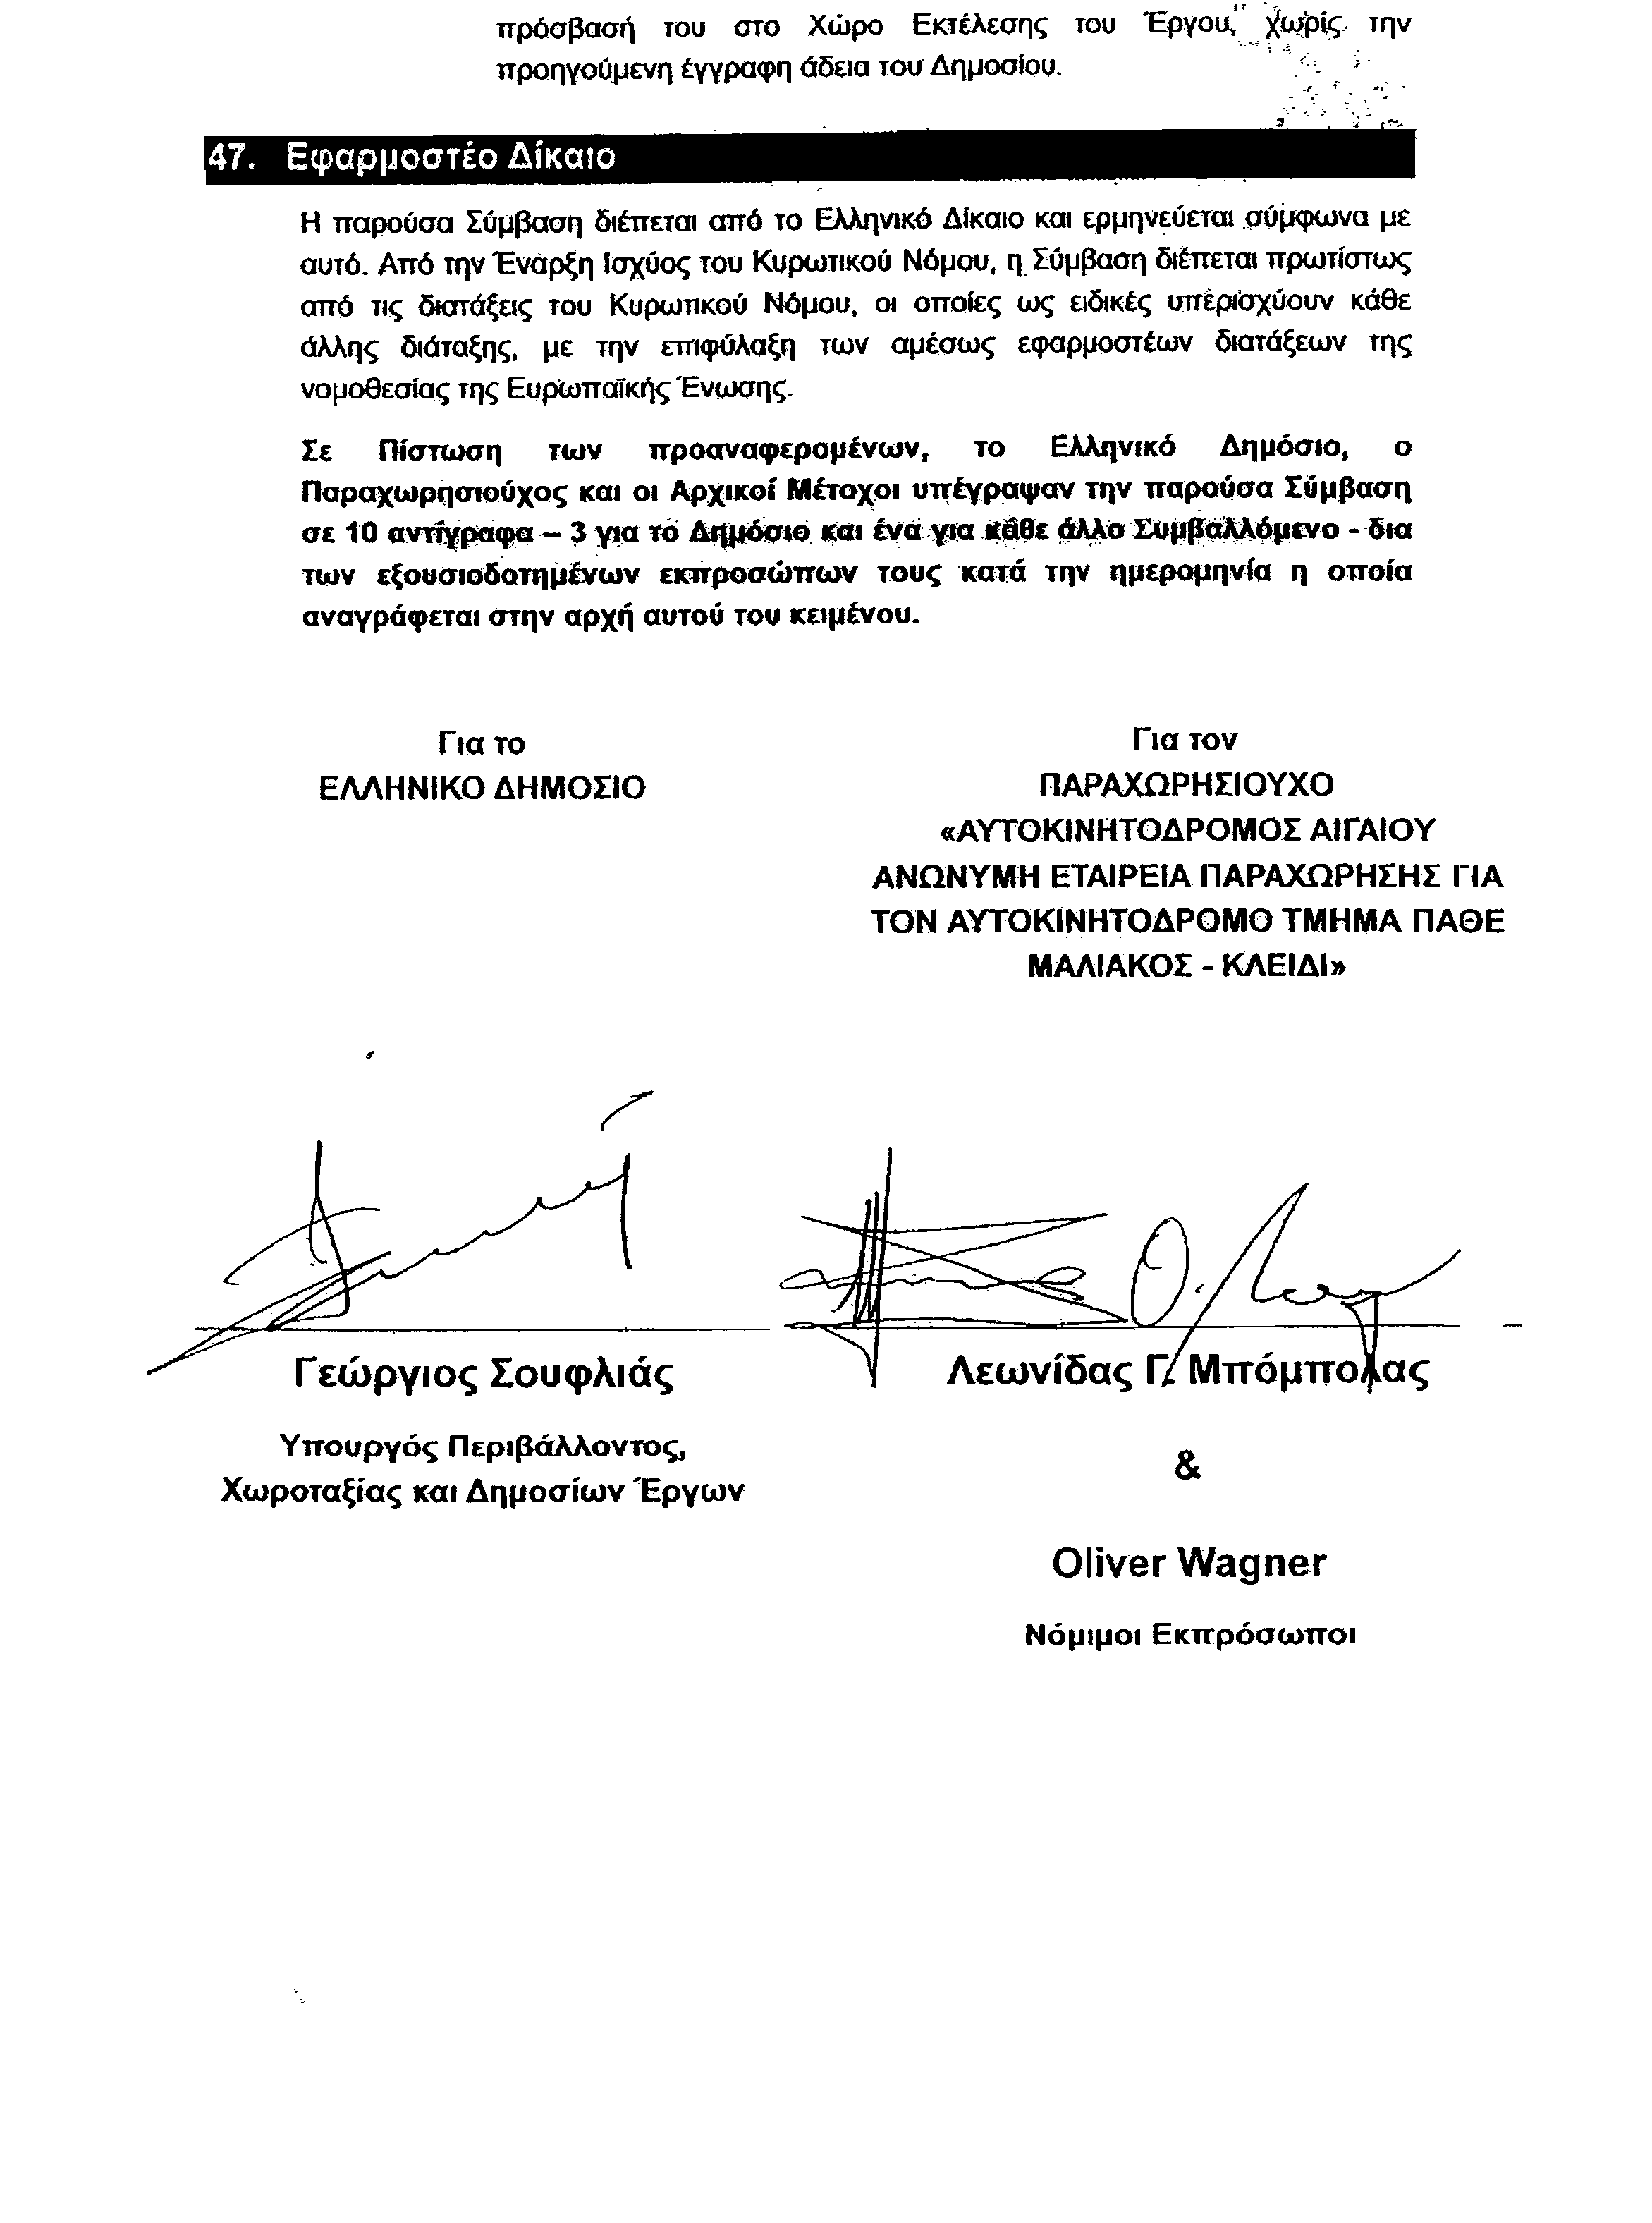 πρόσβασή του στο Χώρο Εκτέλεσης του Έργου, χωρίς την
προηγούμενη έγγραφη άδεια του Δημοσίου.
47. Εφαρμοστέο Δίκαιο
Η παρούσα Σύμβαση διέπεται από το Ελληνικό Δίκαιο και ερμηνεύεται σύμφωνα με
αυτό. Από την Έναρξη Ισχύος του Κυρωτικού Νόμου, η Σύμβαση διέπεται πρωτίστως
από τις διατάξεις του Κυρωτικού Νόμου, οι οποίες ως ειδικές υπερισχύουν κάθε
άλλης διάταξης, με την επιφύλαξη των αμέσως εφαρμοστέων διατάξεων της
νομοθεσίας της Ευρωπαϊκής Ένωσης.
Σε Πίστωση των προαναφερομένων, το Ελληνικό Δημόσιο, ο
Παραχωρησιούχος και οι Αρχικοί Μέτοχοι υπέγραψαν την παρούσα Σύμβαση
σε 10 αντίγραφα – 3 για το Δημόσιο και ένα για κάθε άλλο Συμβαλλόμενο - δια
των εξουσιοδοτημένων εκπροσώπων τους κατά την ημερομηνία η οποία
αναγράφεται στην αρχή αυτού του κειμένου.
Για το
ΕΛΛΗΝΙΚΟ ΔΗΜΟΣΙΟ
Για τον
ΠΑΡΑΧΩΡΗΣΙΟΥΧΟ
«ΑΥΤΟΚΙΝΗΤΟΔΡΟΜΟΣ ΑΙΓΑΙΟΥ
ΑΝΩΝΥΜΗ ΕΤΑΙΡΕΙΑ ΠΑΡΑΧΩΡΗΣΗΣ ΓΙΑ
ΤΟΝ ΑΥΤΟΚΙΝΗΤΟΔΡΟΜΟ ΤΜΗΜΑ ΠΑΘΕ
ΜΑΛΙΑΚΟΣ - ΚΛΕΙΔΙ»
Γεώργιος Σουφλιάς
Υπουργός Περιβάλλοντος,
Χωροταξίας και Δημοσίων Έργων
Λεωνίδας Γ. Μπόμπολας
&
Oliver Wagner
Νόμιμοι Εκπρόσωποι